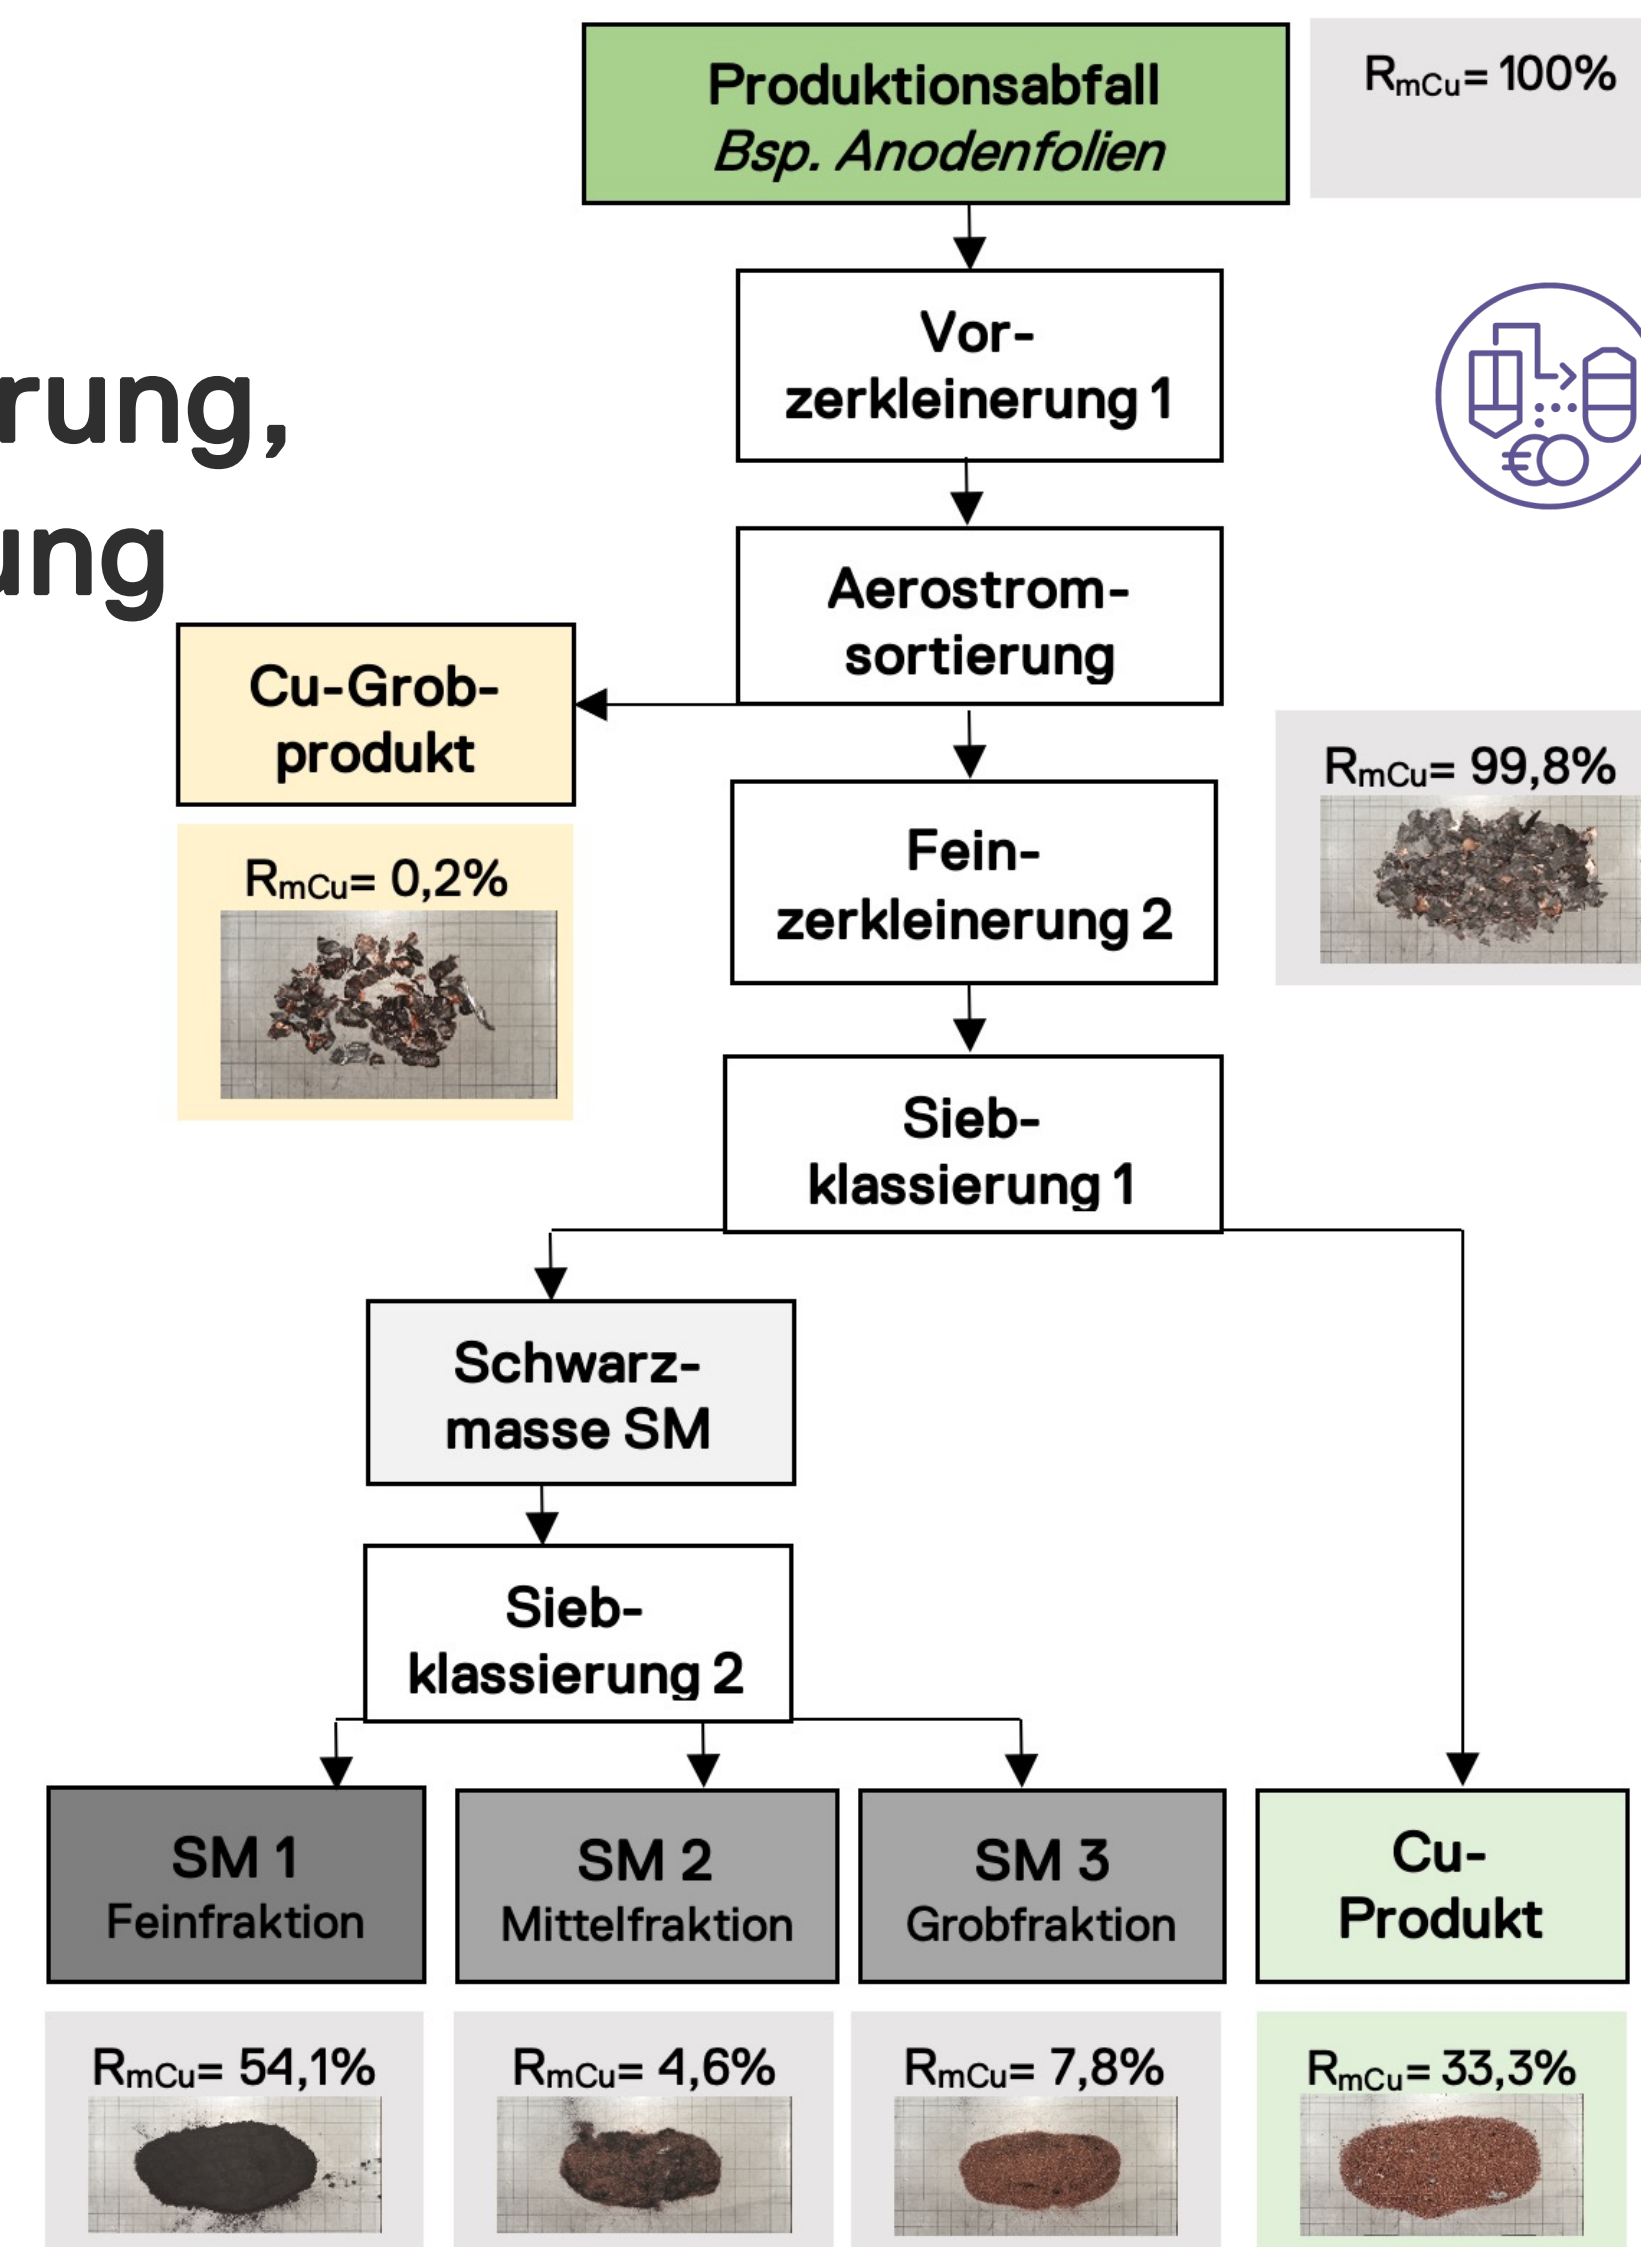 Produktionsabfall
Bsp. Anodenfolien
RmCu= 100%
Vor-
zerkleinerung 1
rung,
ung
Aerostrom-
sortierung
Cu-Grob-
produkt
RmCu= 0,2%
RmCu= 99,8%
Fein-
zerkleinerung 2
Sieb-
klassierung 1
Schwarz-
masse SM
Sieb-
klassierung 2
SM 1
Feinfraktion
SM 2
Mittelfraktion
SM 3
Grobfraktion
Cu-
Produkt
RmCu= 54,1%
RmCu= 4,6%
RmCu= 7,8%
RmCu= 33,3%